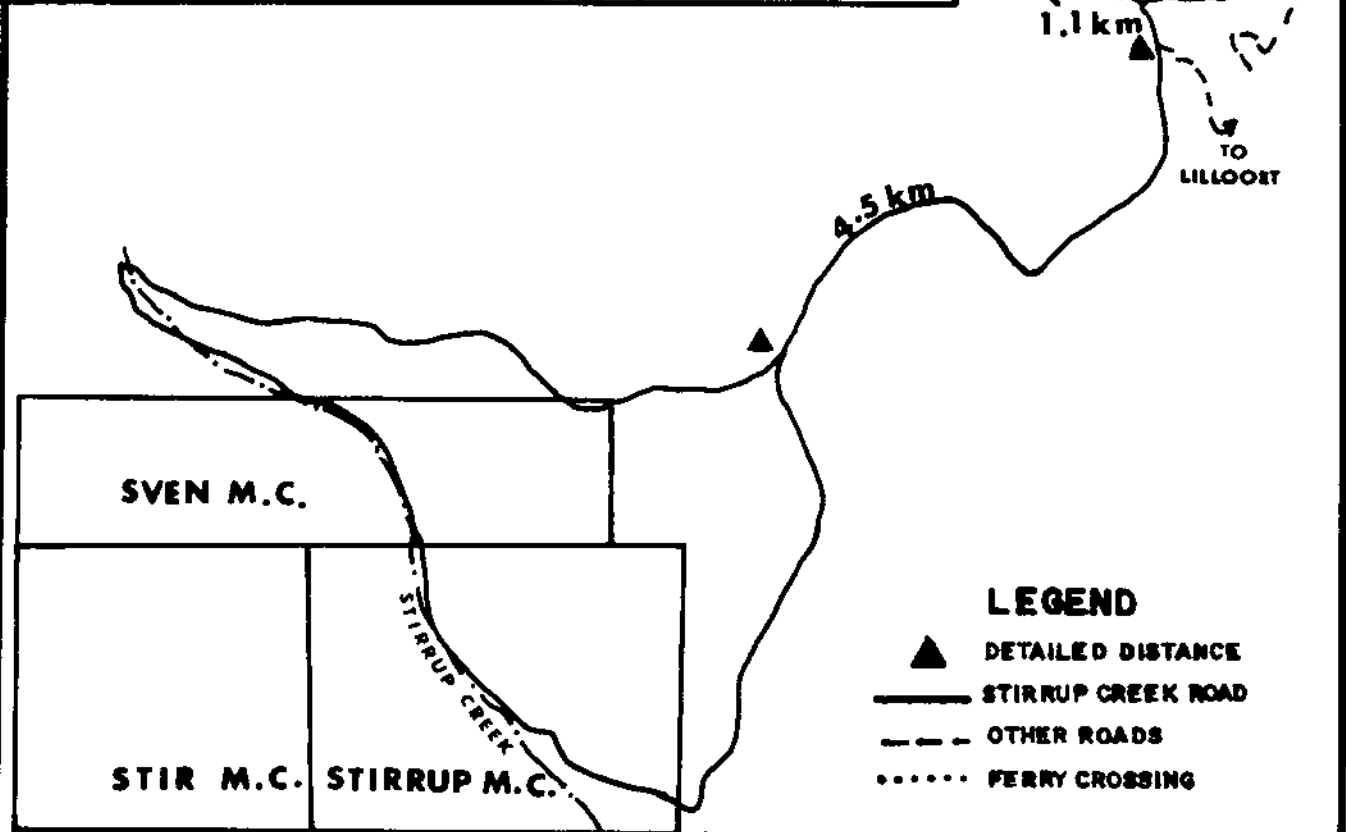 1.1 km
TO
LILLOOET
4.5 km
SVEN M.C.
STIRRUP CREEK
STIR M.C.
STIRRUP M.C.
LEGEND
DETAILED DISTANCE
STIRRUP CREEK ROAD
OTHER ROADS
FERRY CROSSING